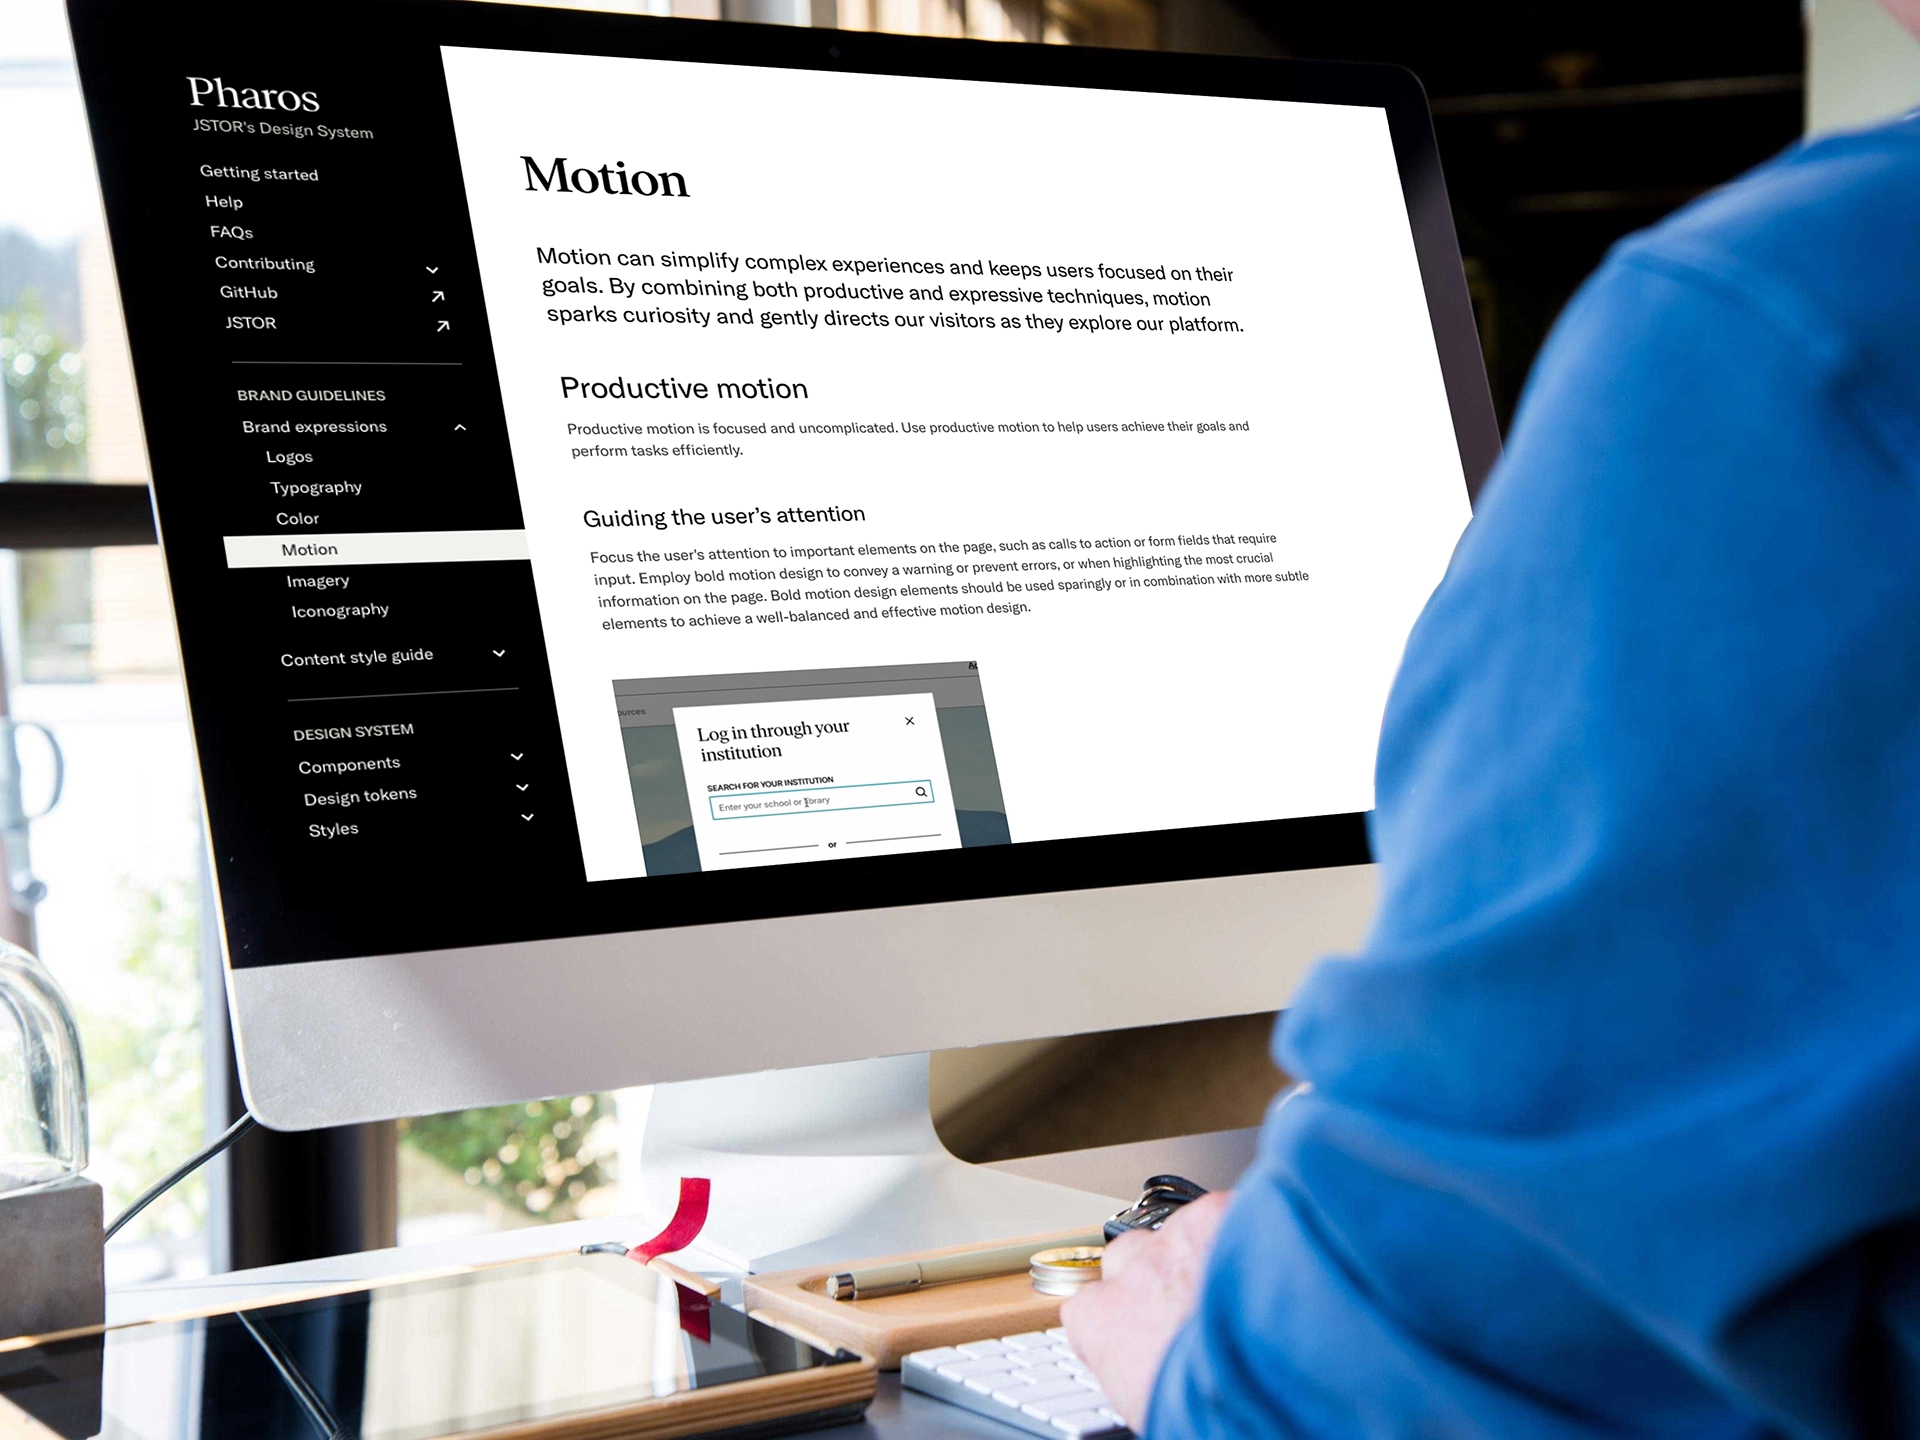 Pharos
JSTOR's Design System
Getting started
Help
FAQs
Contributing
GitHub
JSTOR
BRAND GUIDELINES
Brand expressions
Logos
Typography
Color
Motion
Imagery
Iconography
Content style guide
DESIGN SYSTEM
Components
Design tokens
Styles
Motion
Motion can simplify complex experiences and keeps users focused on their
goals. By combining both productive and expressive techniques, motion
sparks curiosity and gently directs our visitors as they explore our platform.
Productive motion
Productive motion is focused and uncomplicated. Use productive motion to help users achieve their goals and
perform tasks efficiently.
Guiding the user's attention
Focus the user's attention to important elements on the page, such as calls to action or form fields that require
input. Employ bold motion design to convey a warning or prevent errors, or when highlighting the most crucial
information on the page. Bold motion design elements should be used sparingly or in combination with more subtle
elements to achieve a well-balanced and effective motion design.
ources
Log in through your
institution
SEARCH FOR YOUR INSTITUTION
Enter your school or library
or